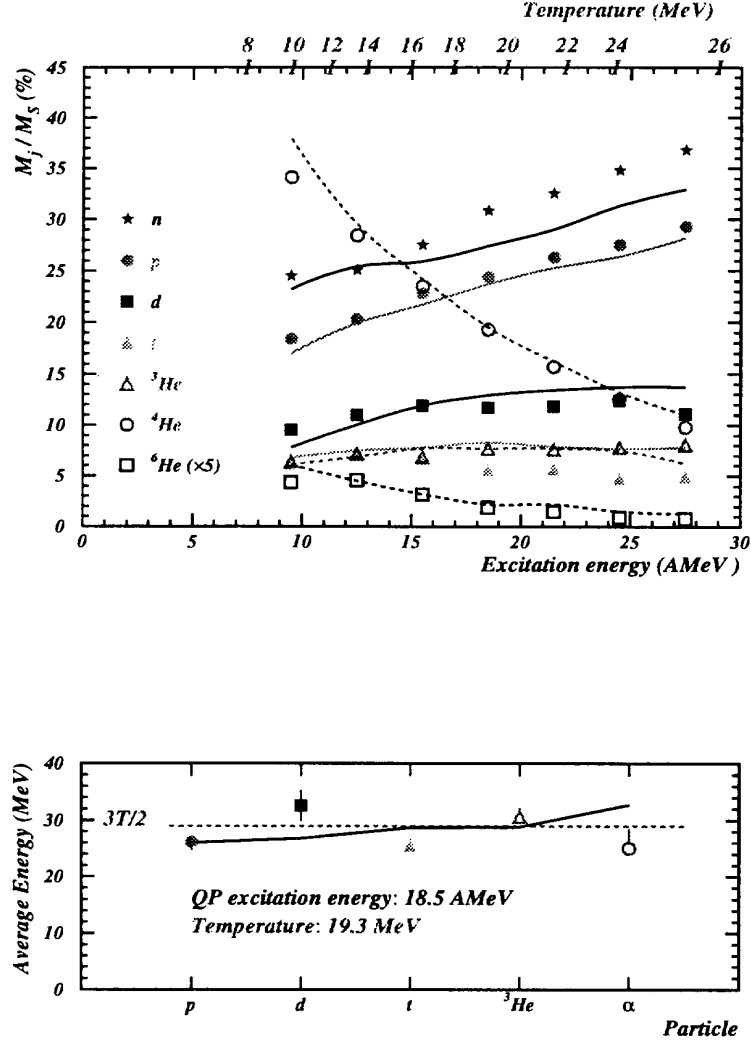 Temperature (MeV)
8 10 12 14 16 18 20 22 24 26
M_j / M_S (%)
45
40
35
30
25
20
15
10
5
0
n
p
d
t
³He
⁴He
⁶He (×5)
0 5 10 15 20 25 30
Excitation energy (AMeV )
Average Energy (MeV)
40
30
20
10
0
3T/2
QP excitation energy: 18.5 AMeV
Temperature: 19.3 MeV
p d t ³He α
Particle